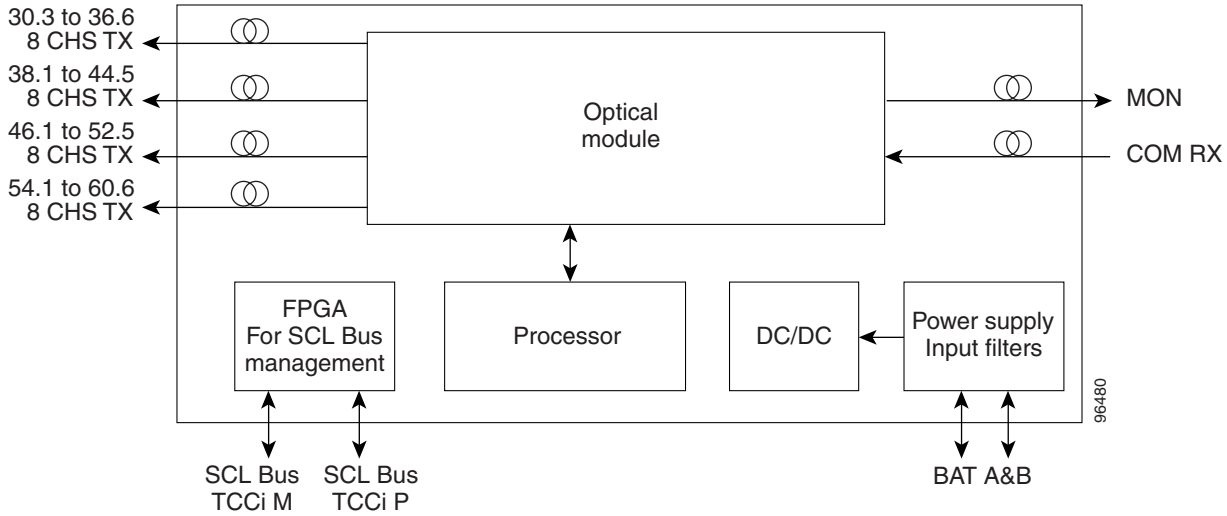 30.3 to 36.6
8 CHS TX
38.1 to 44.5
8 CHS TX
46.1 to 52.5
8 CHS TX
54.1 to 60.6
8 CHS TX
Optical
module
MON
COM RX
FPGA
For SCL Bus
management
Processor
DC/DC
Power supply
Input filters
96480
SCL Bus
TCCi M
SCL Bus
TCCi P
BAT A&B